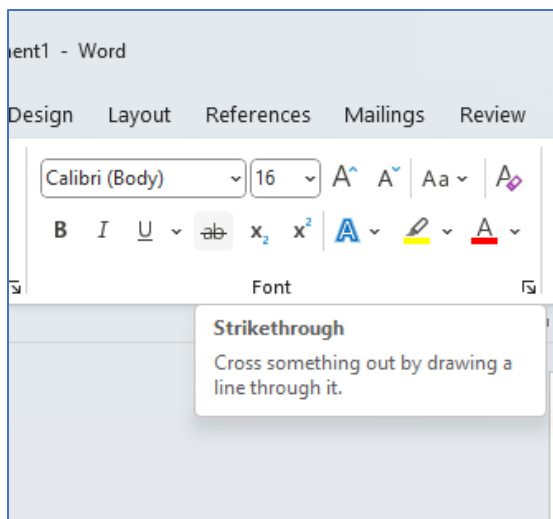 ment1 - Word
Design Layout References Mailings Review
Calibri (Body) 16 A A Aa A
B I U ab x2 x2 A A
Font
Strikethrough
Cross something out by drawing a
line through it.